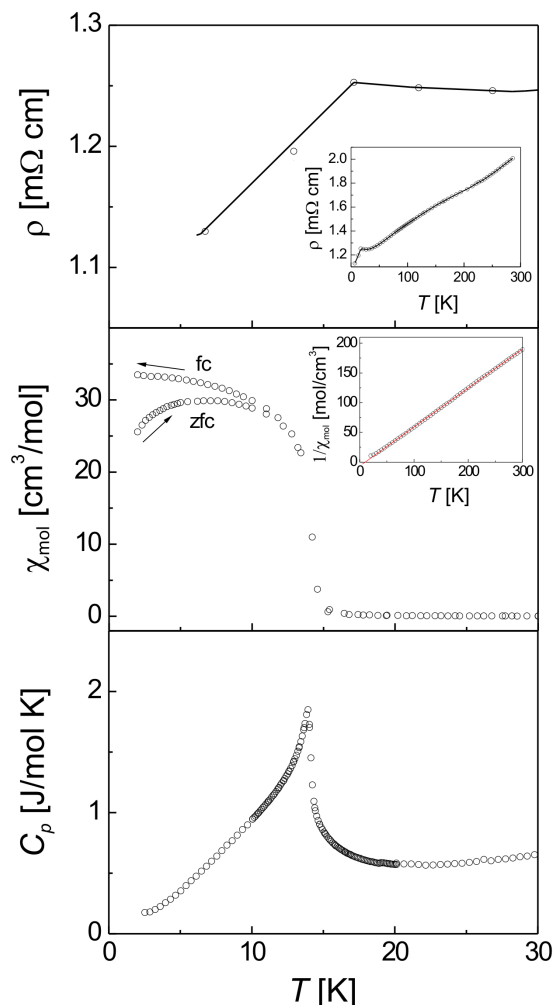 1.3
1.2
1.1
ρ [mΩ cm]
2.0
1.8
1.6
1.4
1.2
ρ [mΩ cm]
0 100 200 300
T [K]
30
20
10
0
χmol [cm³/mol]
fc
zfc
200
150
100
50
0
1/χmol [mol/cm³]
0 100 200 300
T [K]
2
1
0
Cp [J/mol K]
0 10 20 30
T [K]